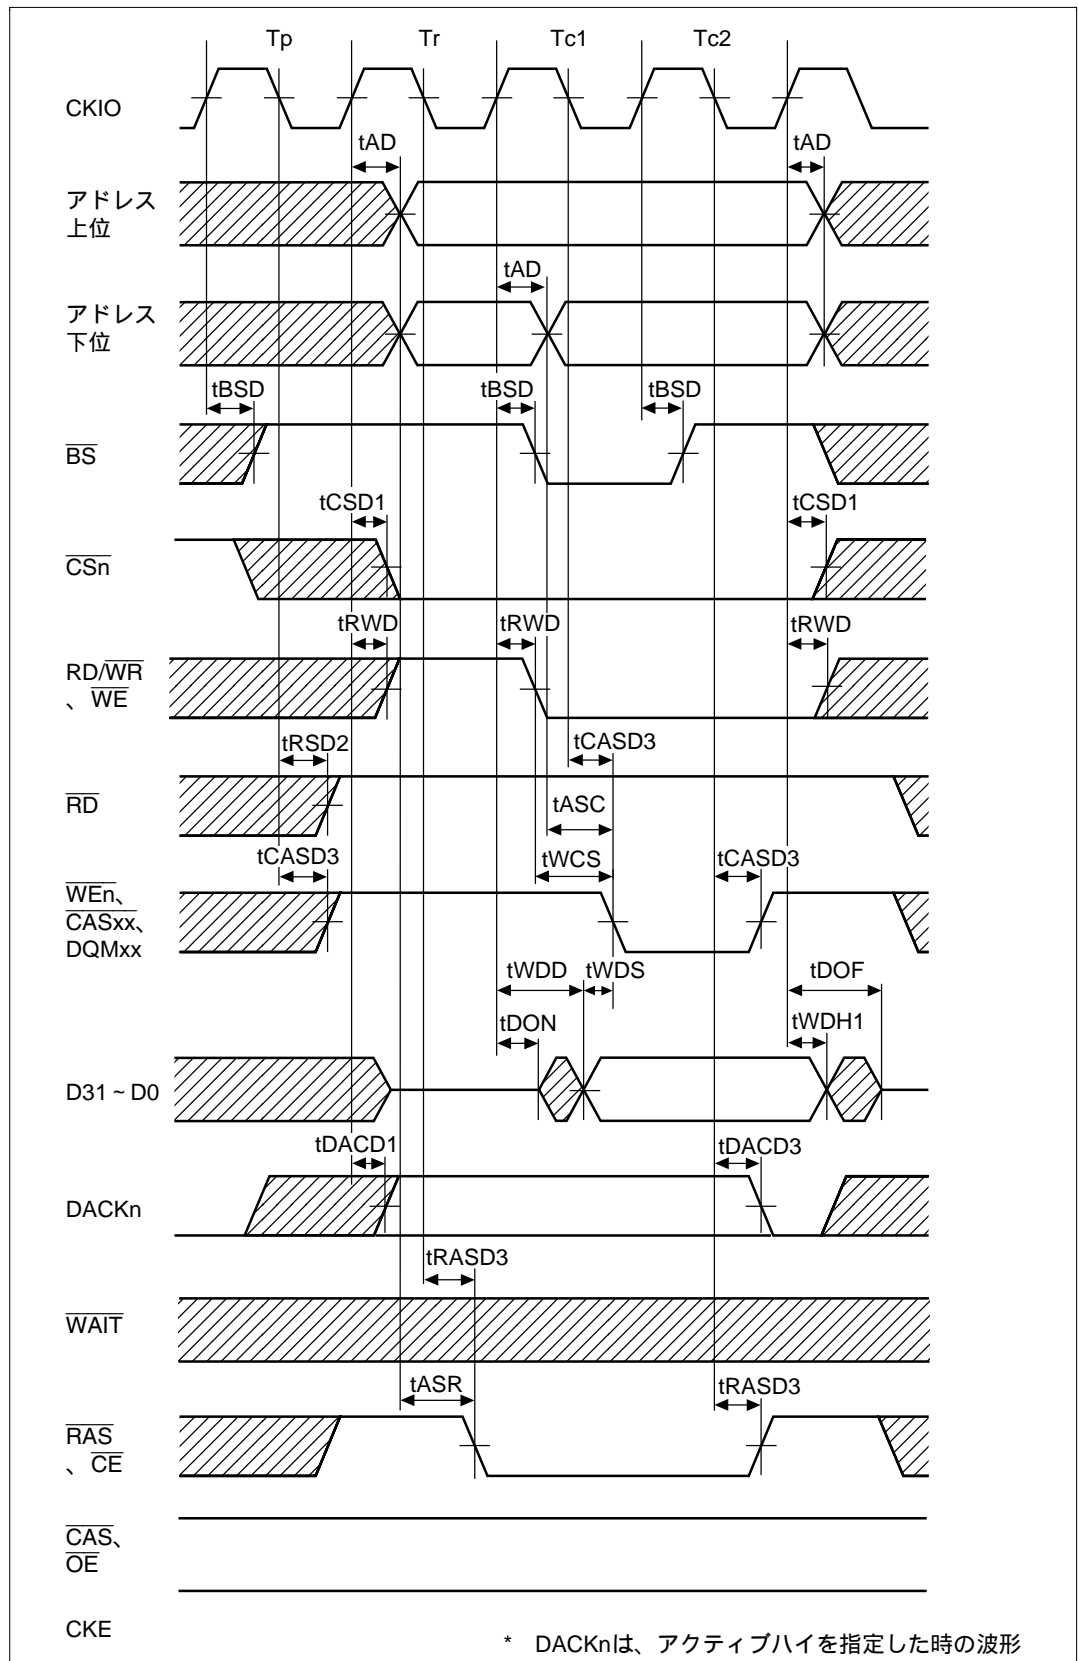 Tp Tr Tc1 Tc2
CKIO
tAD tAD
アドレス
上位
tAD
アドレス
下位
tBSD tBSD tBSD
BS
tCSD1 tCSD1
CSn
tRWD tRWD tRWD
RD/WR
、WE
tRSD2 tCASD3
RD
tASC
tCASD3 tWCS tCASD3
WEn、
CASxx、
DQMxx
tWDD tWDS tDOF
tDON tWDH1
D31 ~ D0
tDACD1 tDACD3
DACKn
tRASD3
WAIT
tASR tRASD3
RAS
、CE
CAS、
OE
CKE
* DACKnは、アクティブハイを指定した時の波形